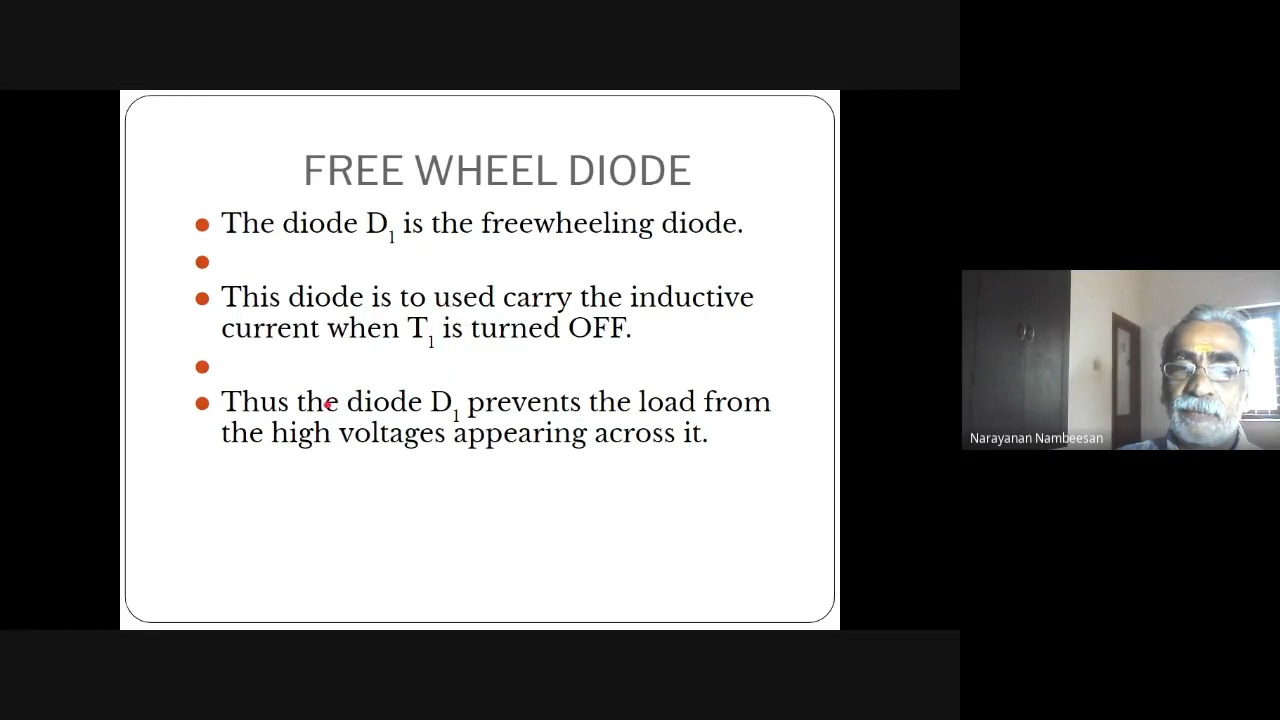 FREE WHEEL DIODE
The diode D1 is the freewheeling diode.
This diode is to used carry the inductive
current when T1 is turned OFF.
Thus the diode D1 prevents the load from
the high voltages appearing across it.
Narayanan Nambeesan